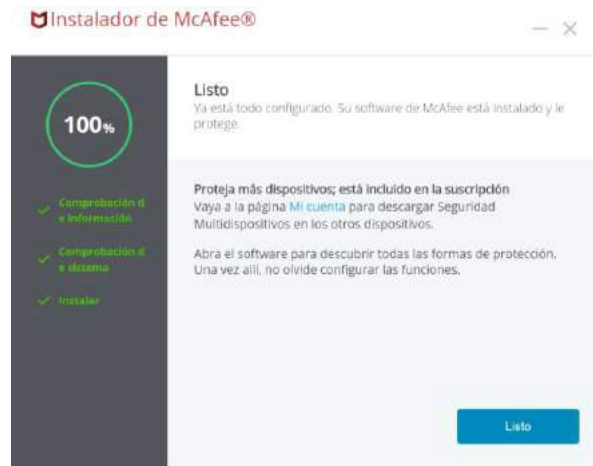 Instalador de McAfee®
100%
Comprobación d
e información
Comprobación d
e sistema
Instalar
Listo
Ya está todo configurado. Su software de McAfee está instalado y le
protege.
Proteja más dispositivos; está incluido en la suscripción
Vaya a la página Mi cuenta para descargar Seguridad
Multidispositivos en los otros dispositivos.
Abra el software para descubrir todas las formas de protección.
Una vez allí, no olvide configurar las funciones.
Listo